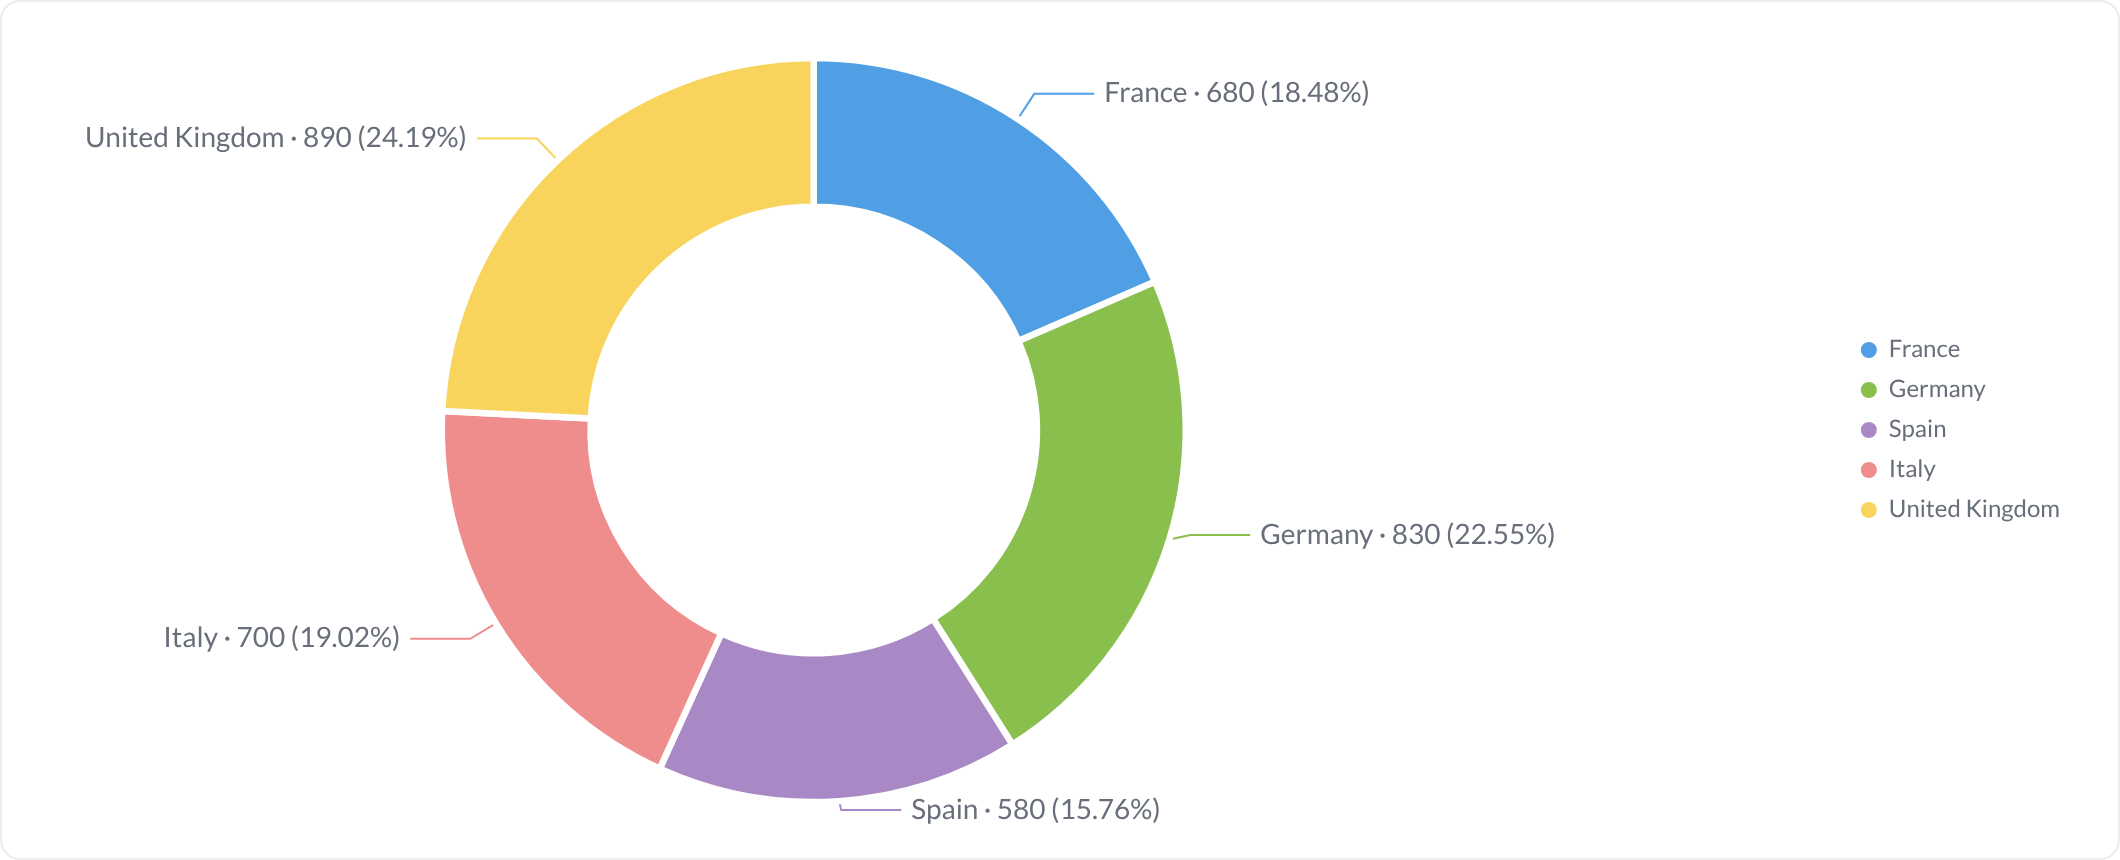 France · 680 (18.48%)
United Kingdom · 890 (24.19%)
Germany · 830 (22.55%)
Italy · 700 (19.02%)
Spain · 580 (15.76%)
France
Germany
Spain
Italy
United Kingdom